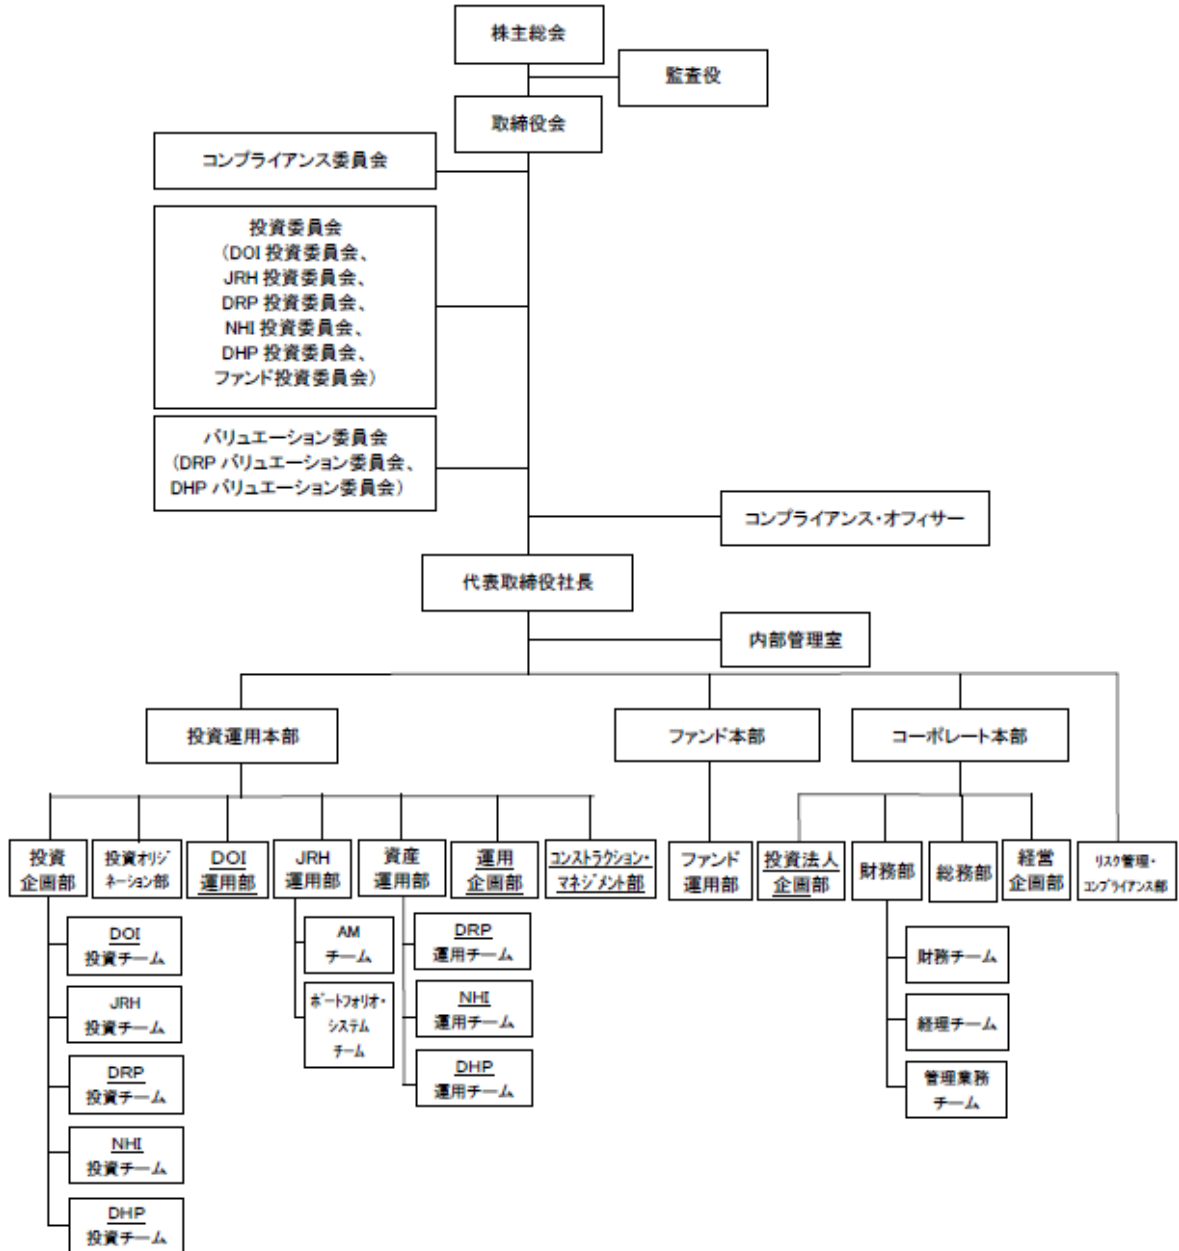 株主総会
監査役
取締役会
コンプライアンス委員会
投資委員会
(DOI 投資委員会、
JRH 投資委員会、
DRP 投資委員会、
NHI 投資委員会、
DHP 投資委員会、
ファンド投資委員会)
バリュエーション委員会
(DRP バリュエーション委員会、
DHP バリュエーション委員会)
コンプライアンス・オフィサー
代表取締役社長
内部管理室
投資運用本部
ファンド本部
コーポレート本部
投資
企画部
投資オリジ
ネーション部
DOI
運用部
JRH
運用部
資産
運用部
運用
企画部
コンストラクション・
マネジメント部
ファンド
運用部
投資法人
企画部
財務部
総務部
経営
企画部
リスク管理・
コンプライアンス部
DOI
投資チーム
JRH
投資チーム
DRP
投資チーム
NHI
投資チーム
DHP
投資チーム
AM
チーム
ポートフォリオ・
システム
チーム
DRP
運用チーム
NHI
運用チーム
DHP
運用チーム
財務チーム
経理チーム
管理業務
チーム